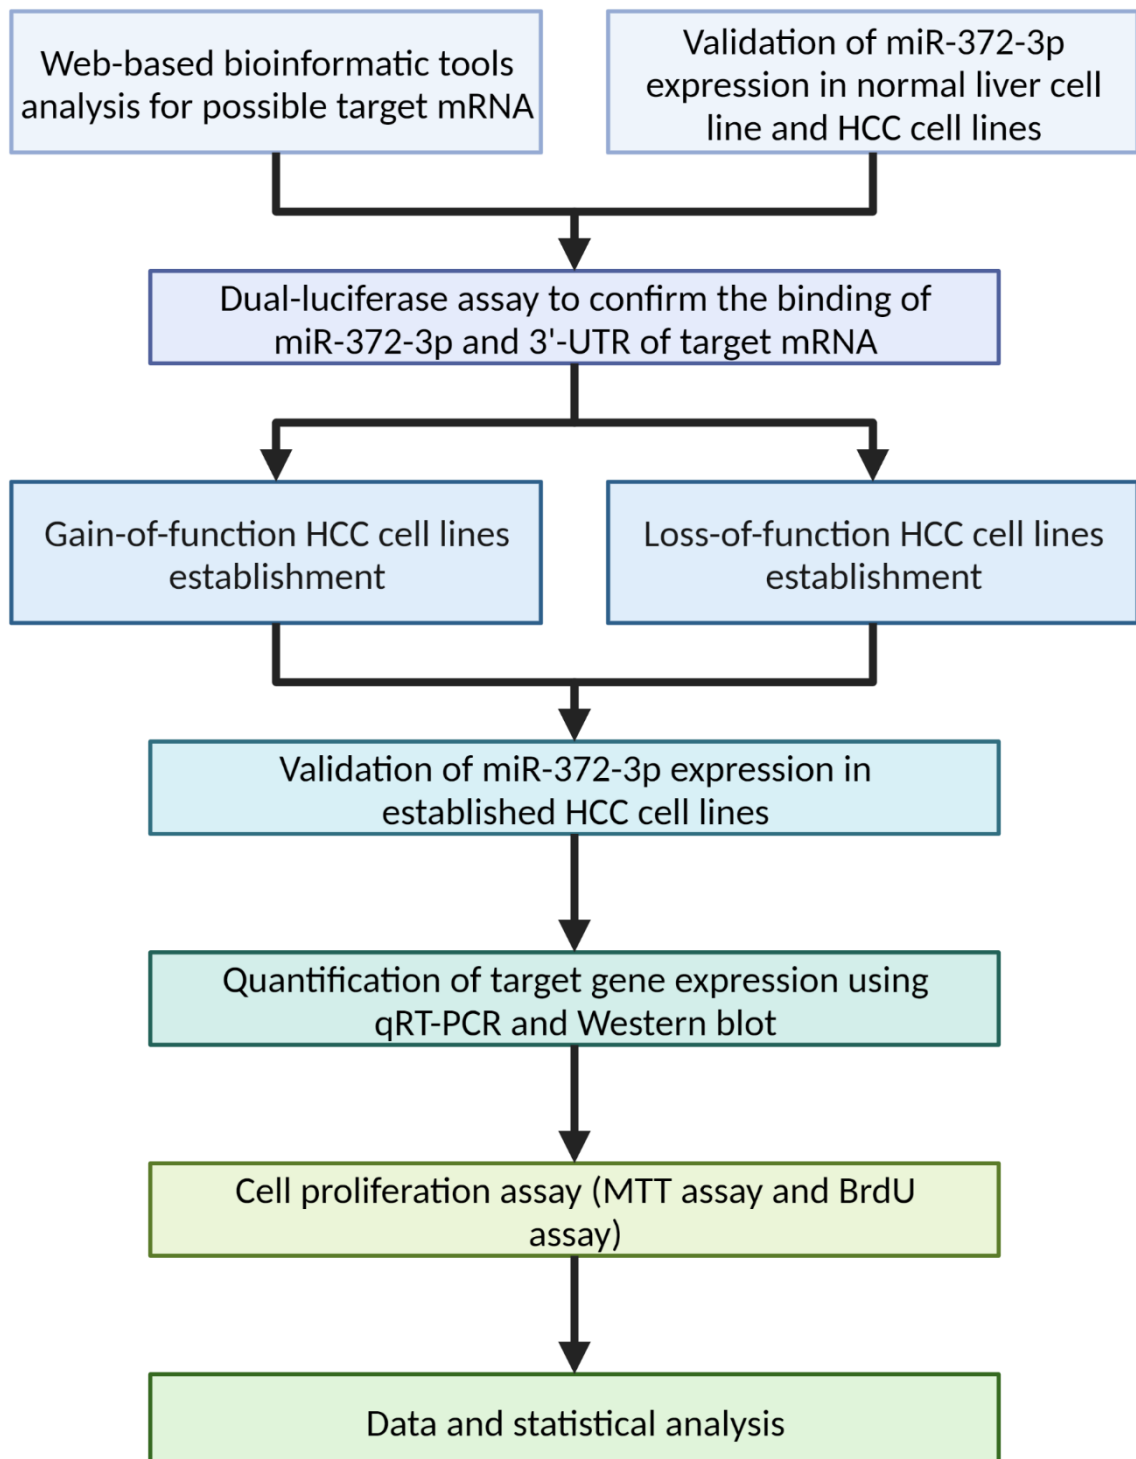 Web-based bioinformatic tools
analysis for possible target mRNA
Validation of miR-372-3p
expression in normal liver cell
line and HCC cell lines
Dual-luciferase assay to confirm the binding of
miR-372-3p and 3'-UTR of target mRNA
Gain-of-function HCC cell lines
establishment
Loss-of-function HCC cell lines
establishment
Validation of miR-372-3p expression in
established HCC cell lines
Quantification of target gene expression using
qRT-PCR and Western blot
Cell proliferation assay (MTT assay and BrdU
assay)
Data and statistical analysis